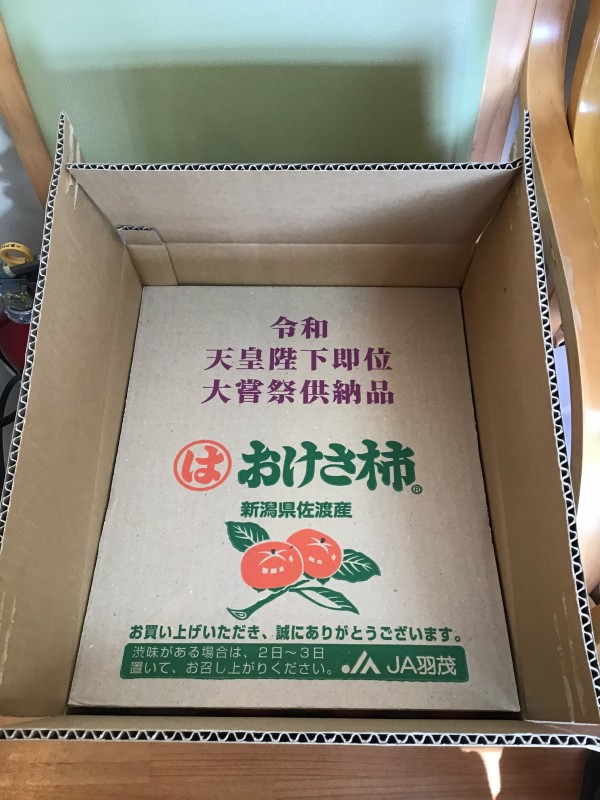 令和
天皇陛下即位
大嘗祭供納品
は おけさ柿®
新潟県佐渡産
お買い上げいただき、誠にありがとうございます。
渋味がある場合は、2日〜3日
置いて、お召し上がりください。
JA羽茂